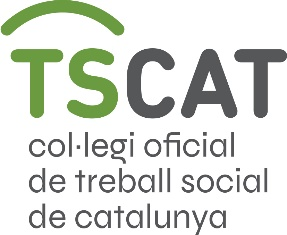 TSCAT
col·legi oficial
de treball social
de catalunya